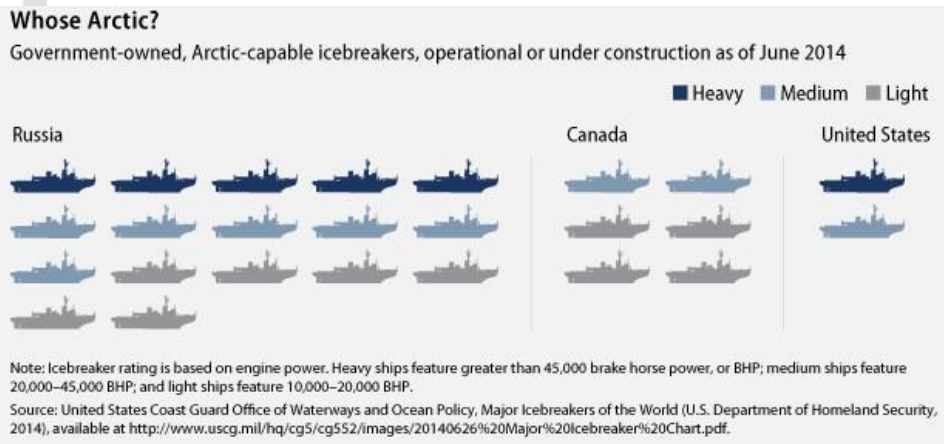 Whose Arctic?
Government-owned, Arctic-capable icebreakers, operational or under construction as of June 2014
Heavy Medium Light
Russia Canada United States
Note: Icebreaker rating is based on engine power. Heavy ships feature greater than 45,000 brake horse power, or BHP; medium ships feature
20,000–45,000 BHP; and light ships feature 10,000–20,000 BHP.
Source: United States Coast Guard Office of Waterways and Ocean Policy, Major Icebreakers of the World (U.S. Department of Homeland Security,
2014), available at http://www.uscg.mil/hq/cg5/cg552/images/20140626%20Major%20Icebreaker%20Chart.pdf.